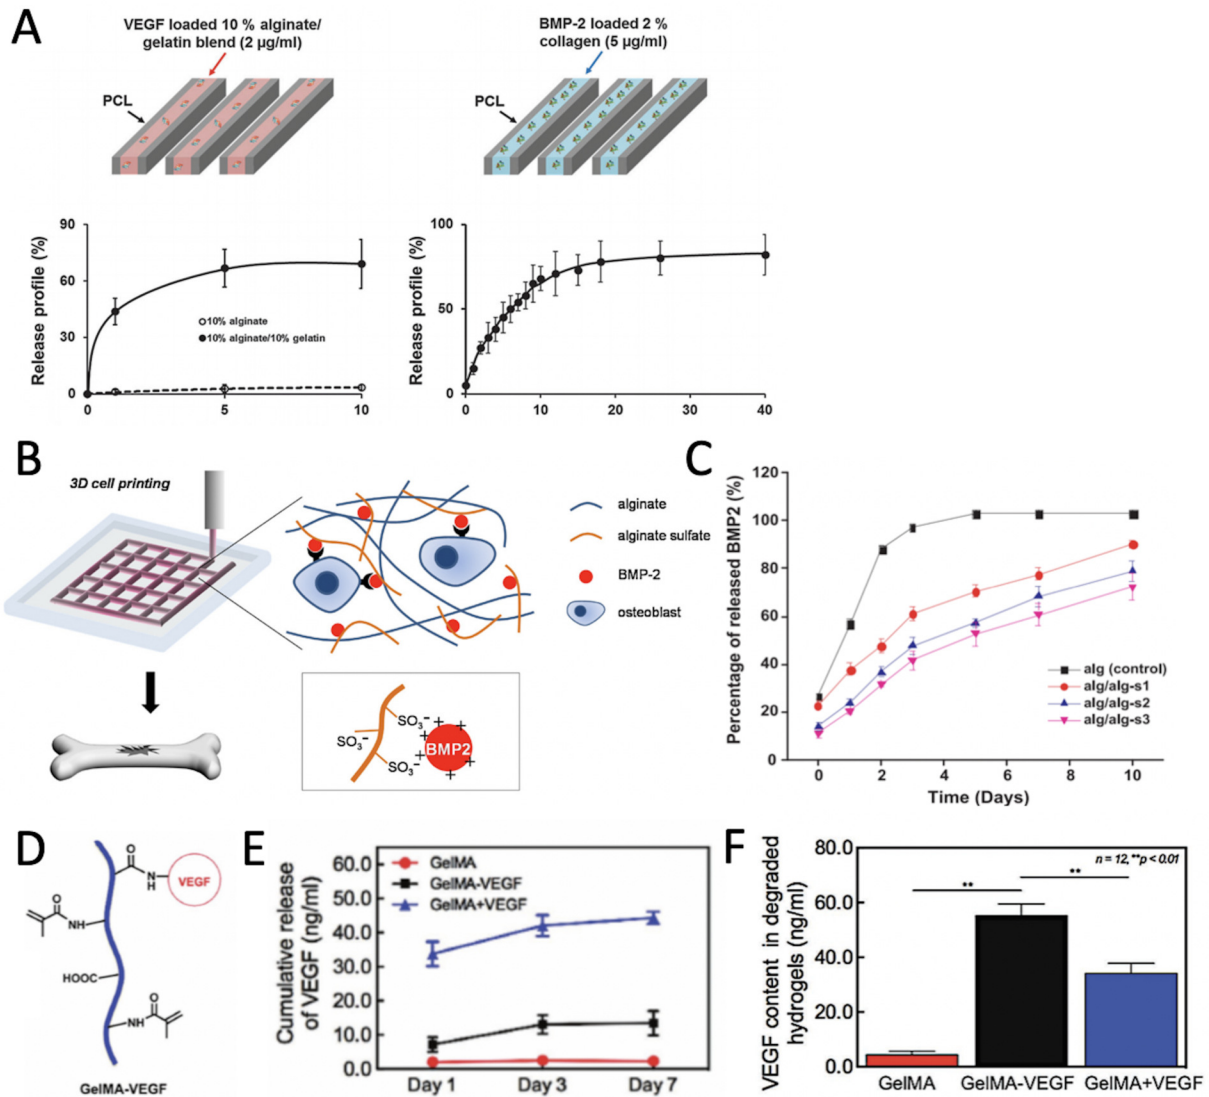 A
VEGF loaded 10 % alginate/
gelatin blend (2 µg/ml)
PCL
BMP-2 loaded 2 %
collagen (5 µg/ml)
PCL
Release profile (%)
90
60
30
0
10% alginate
10% alginate/10% gelatin
0
5
10
Release profile (%)
100
50
0
0
10
20
30
40
B
3D cell printing
alginate
alginate sulfate
BMP-2
osteoblast
SO₃⁻
SO₃⁻
SO₃⁻
+ + + + + + +
BMP2
C
Percentage of released BMP2 (%)
120
100
80
60
40
20
0
alg (control)
alg/alg-s1
alg/alg-s2
alg/alg-s3
0
2
4
6
8
10
Time (Days)
D
O
N
H
VEGF
O
NH
HOOC
O
NH
GelMA-VEGF
E
Cumulative release
of VEGF (ng/ml)
60.0
50.0
40.0
30.0
20.0
10.0
0.0
GelMA
GelMA-VEGF
GelMA+VEGF
Day 1
Day 3
Day 7
F
VEGF content in degraded
hydrogels (ng/ml)
80.0
60.0
40.0
20.0
0.0
n = 12, **p < 0.01
**
**
GelMA
GelMA-VEGF
GelMA+VEGF